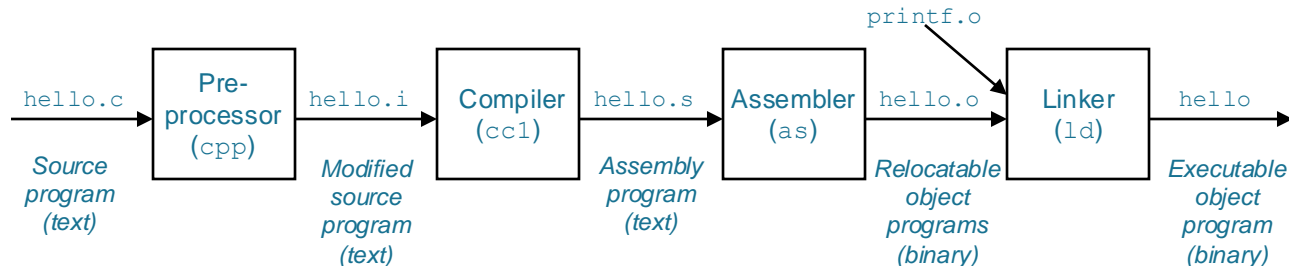 printf.o
hello.c
Pre-
processor
(cpp)
hello.i
Compiler
(cc1)
hello.s
Assembler
(as)
hello.o
Linker
(ld)
hello
Source
program
(text)
Modified
source
program
(text)
Assembly
program
(text)
Relocatable
object
programs
(binary)
Executable
object
program
(binary)